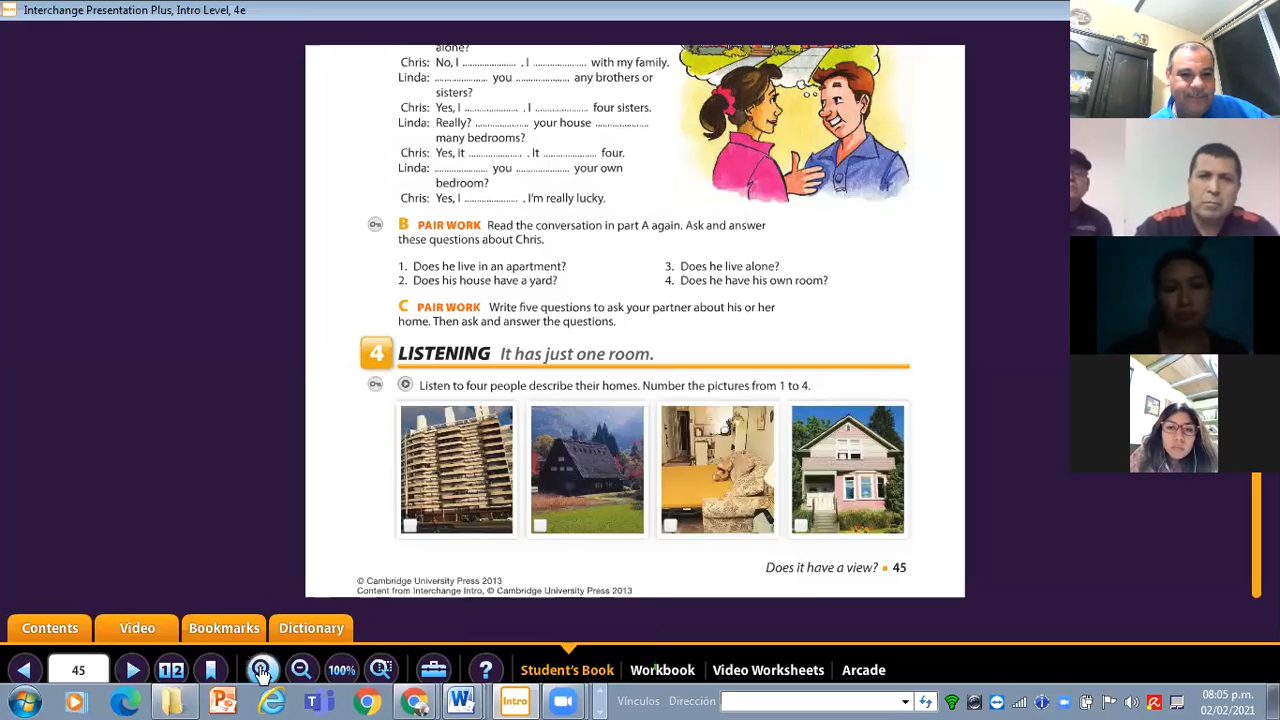 Interchange Presentation Plus, Intro Level, 4e
alone?
Chris: No, I .................... . I .................... with my family.
Linda: .................... you .................... any brothers or
sisters?
Chris: Yes, I .................... . I .................... four sisters.
Linda: Really? .................... your house ....................
many bedrooms?
Chris: Yes, it .................... . It .................... four.
Linda: .................... you .................... your own
bedroom?
Chris: Yes, I .................... . I'm really lucky.
B PAIR WORK Read the conversation in part A again. Ask and answer
these questions about Chris.
1. Does he live in an apartment?
2. Does his house have a yard?
3. Does he live alone?
4. Does he have his own room?
C PAIR WORK Write five questions to ask your partner about his or her
home. Then ask and answer the questions.
4 LISTENING It has just one room.
Listen to four people describe their homes. Number the pictures from 1 to 4.
Does it have a view? ■ 45
© Cambridge University Press 2013
Content from Interchange Intro, © Cambridge University Press 2013
Contents Video Bookmarks Dictionary
45 12 100% ? Student's Book Workbook Video Worksheets Arcade
Intro Vínculos Dirección
08:05 p.m.
02/02/2021